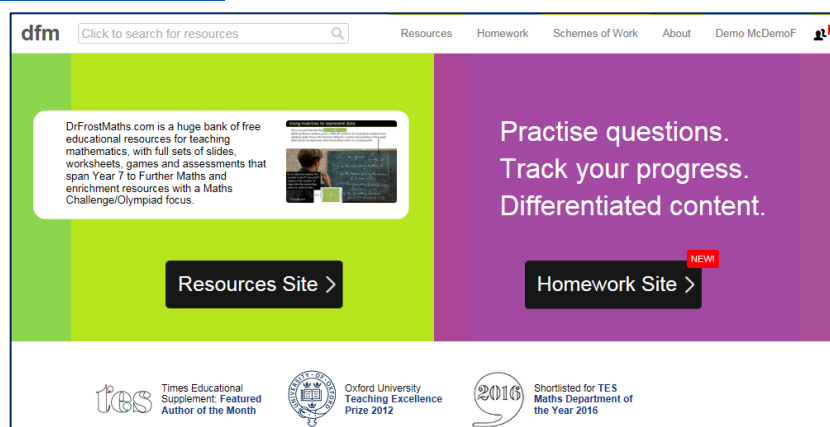 dfm
Click to search for resources
Resources
Homework
Schemes of Work
About
Demo McDemoF
DrFrostMaths.com is a huge bank of free
educational resources for teaching
mathematics, with full sets of slides,
worksheets, games and assessments that
span Year 7 to Further Maths and
enrichment resources with a Maths
Challenge/Olympiad focus.
Using matrices to represent data
Practise questions.
Track your progress.
Differentiated content.
Resources Site
NEW!
Homework Site
tes
Times Educational
Supplement: Featured
Author of the Month
Oxford University
Teaching Excellence
Prize 2012
2016
Shortlisted for TES
Maths Department of
the Year 2016